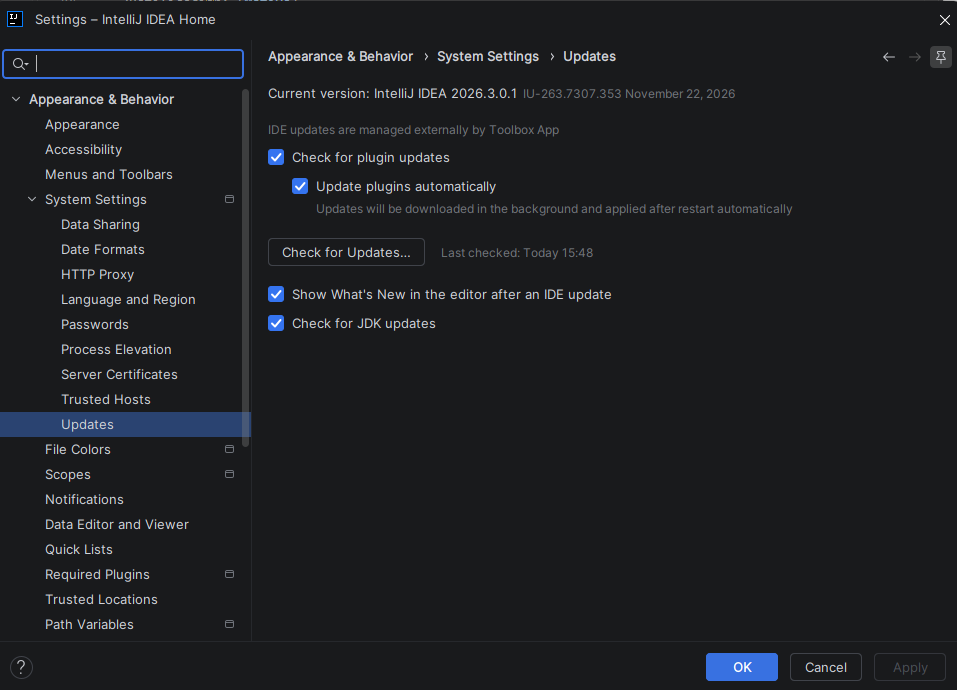 Settings – IntelliJ IDEA Home
Appearance & Behavior
Appearance
Accessibility
Menus and Toolbars
System Settings
Data Sharing
Date Formats
HTTP Proxy
Language and Region
Passwords
Process Elevation
Server Certificates
Trusted Hosts
Updates
File Colors
Scopes
Notifications
Data Editor and Viewer
Quick Lists
Required Plugins
Trusted Locations
Path Variables
Appearance & Behavior › System Settings › Updates
Current version: IntelliJ IDEA 2026.3.0.1 IU-263.7307.353 November 22, 2026
IDE updates are managed externally by Toolbox App
Check for plugin updates
Update plugins automatically
Updates will be downloaded in the background and applied after restart automatically
Check for Updates... Last checked: Today 15:48
Show What's New in the editor after an IDE update
Check for JDK updates
? OK Cancel Apply